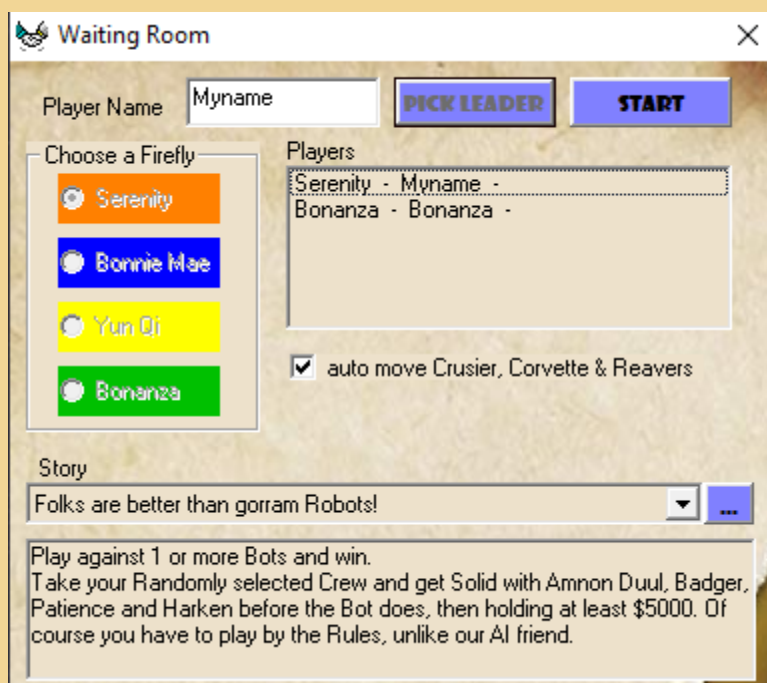 Waiting Room
Player Name
Myname
PICK LEADER
START
Choose a Firefly
Serenity
Bonnie Mae
Yun Qi
Bonanza
Players
Serenity - Myname -
Bonanza - Bonanza -
auto move Crusier, Corvette & Reavers
Story
Folks are better than gorram Robots!
...
Play against 1 or more Bots and win.
Take your Randomly selected Crew and get Solid with Amnon Duul, Badger,
Patience and Harken before the Bot does, then holding at least $5000. Of
course you have to play by the Rules, unlike our AI friend.